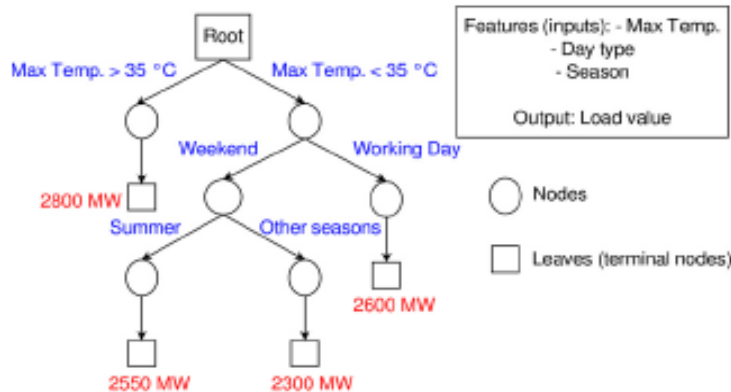 Root
Features (inputs): - Max Temp.
- Day type
- Season
Output: Load value
Max Temp. > 35 °C
Max Temp. < 35 °C
Weekend
Working Day
2800 MW
Nodes
Summer
Other seasons
Leaves (terminal nodes)
2600 MW
2550 MW
2300 MW